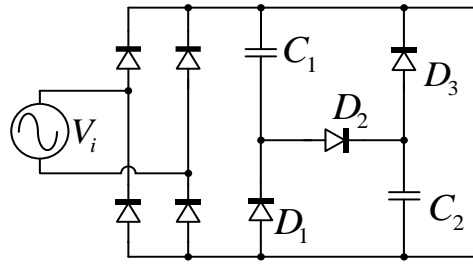 C₁
D₃
D₂
Vᵢ
C₂
D₁